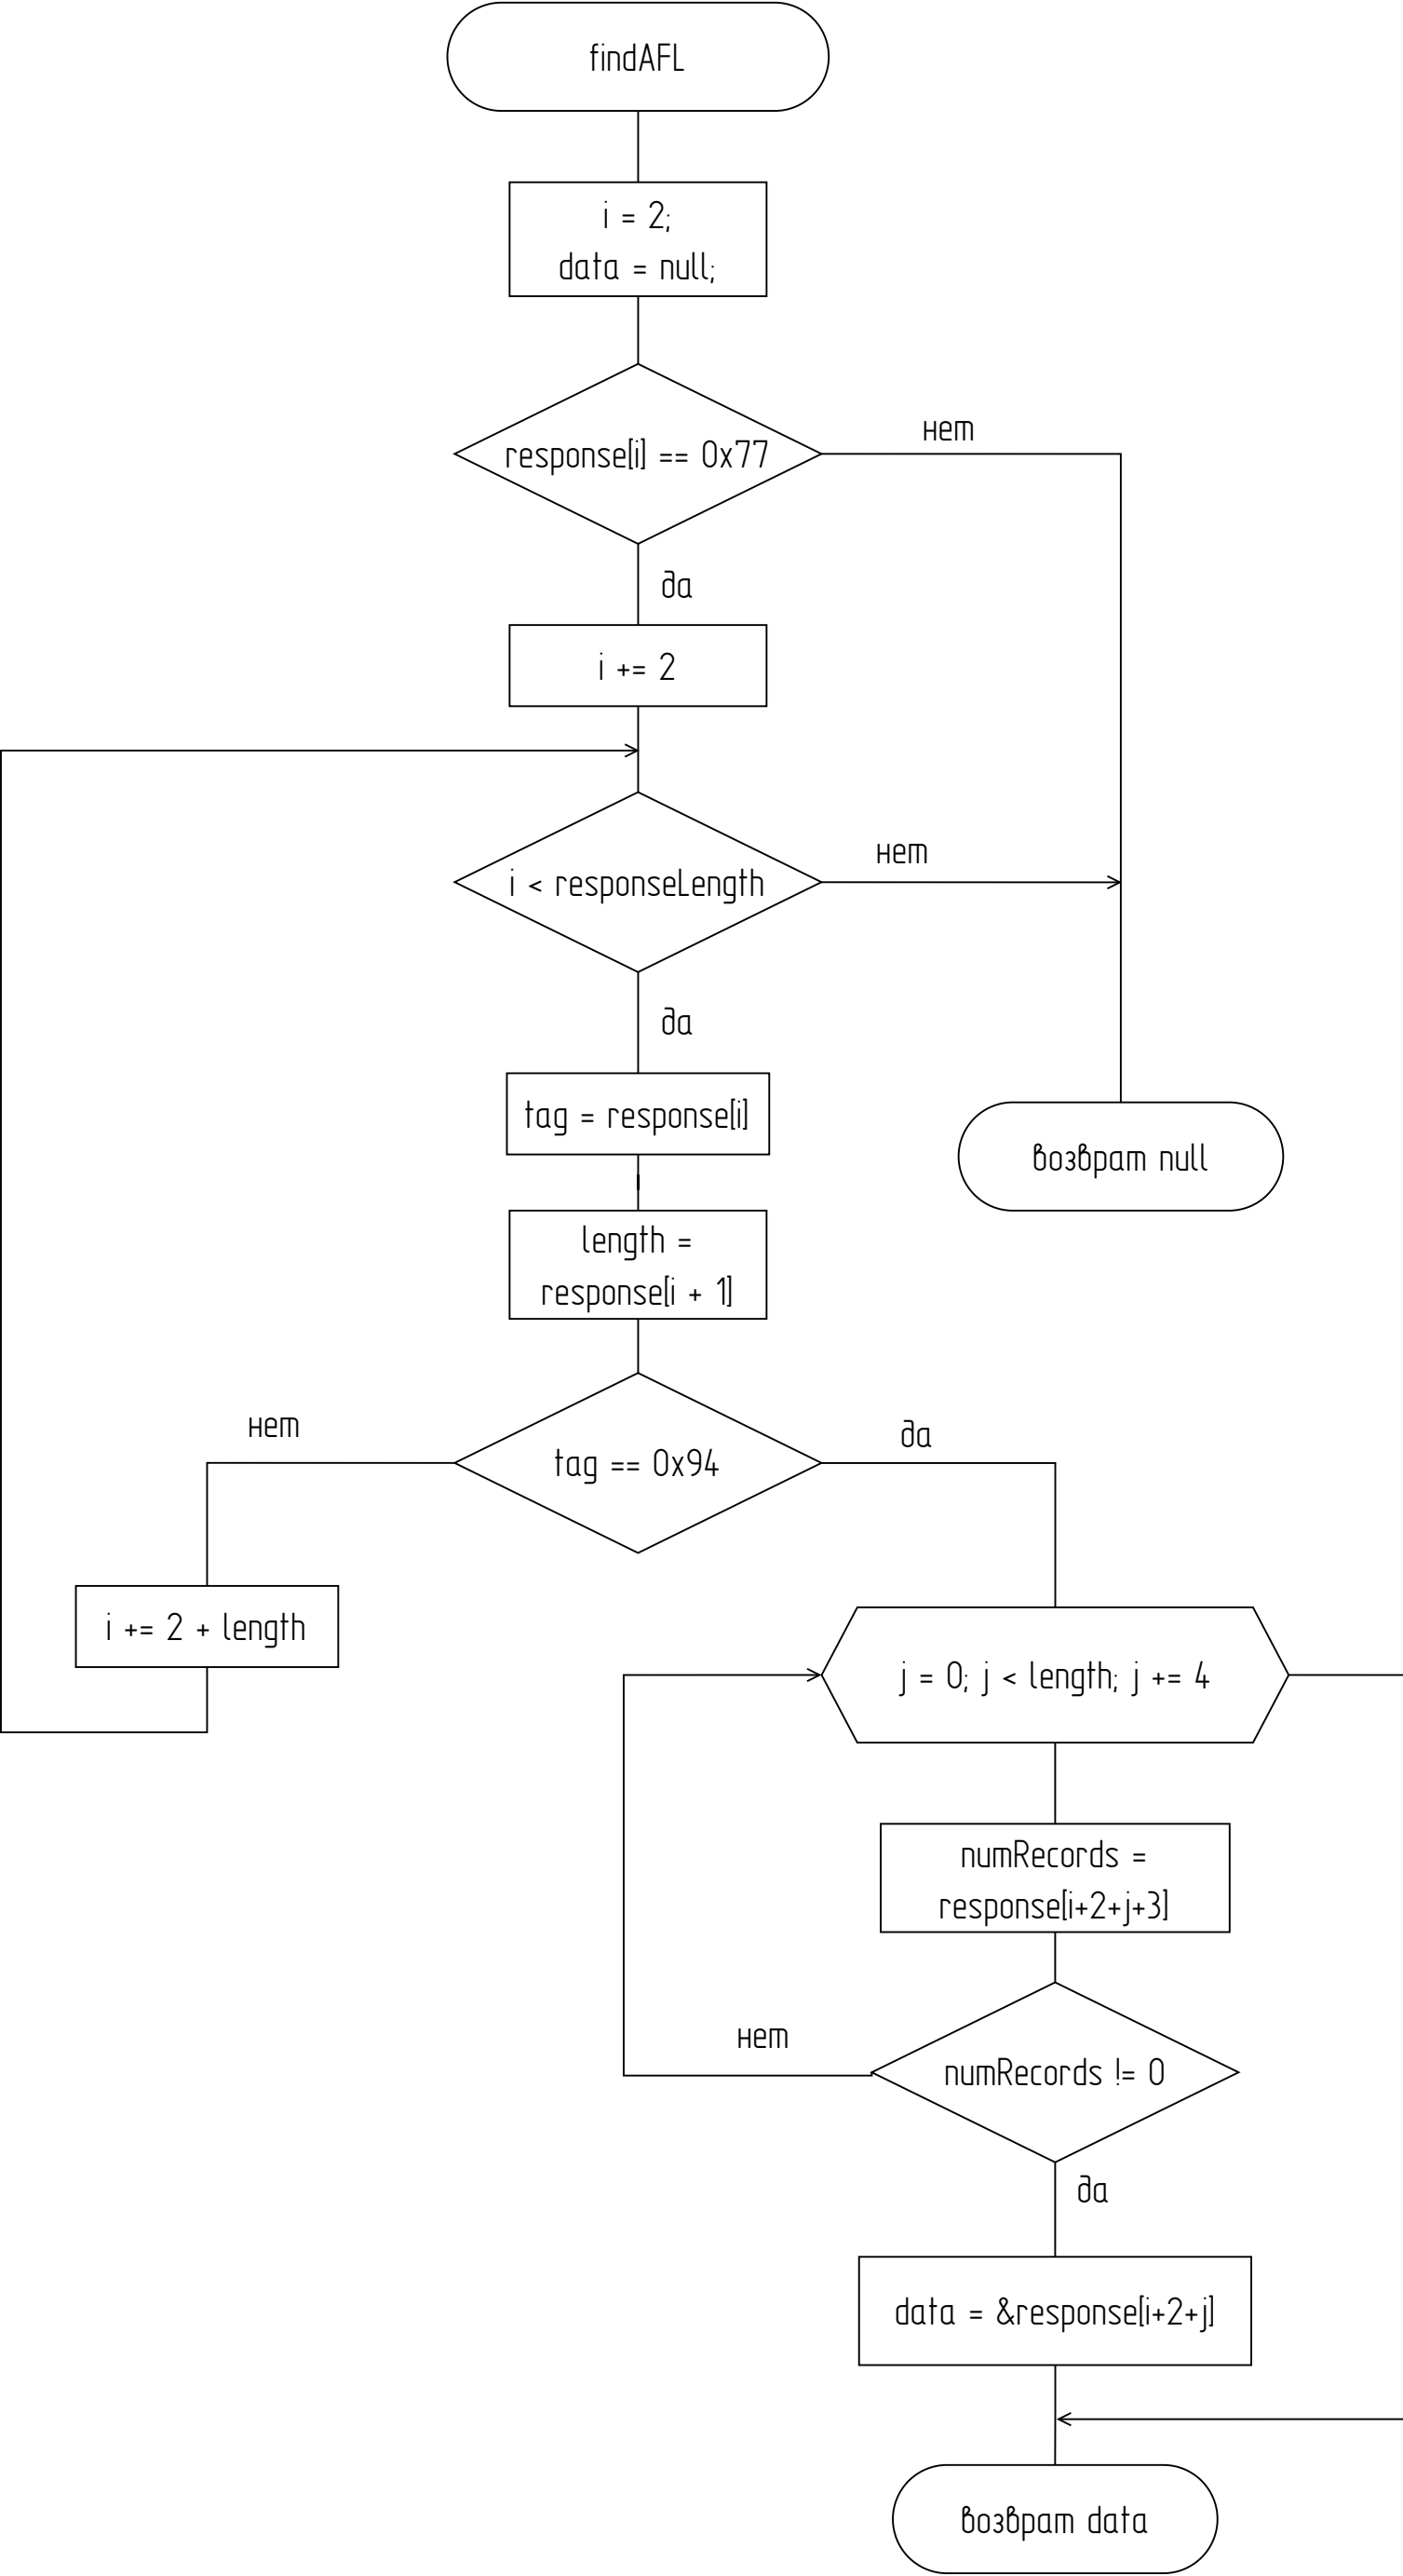 findAFL
i = 2;
data = null;
response[i] == 0x77
нет
да
i += 2
i < responseLength
нет
да
tag = response[i]
возврат null
length =
response[i + 1]
tag == 0x94
нет
да
i += 2 + length
j = 0; j < length; j += 4
numRecords =
response[i+2+j+3]
numRecords != 0
нет
да
data = &response[i+2+j]
возврат data